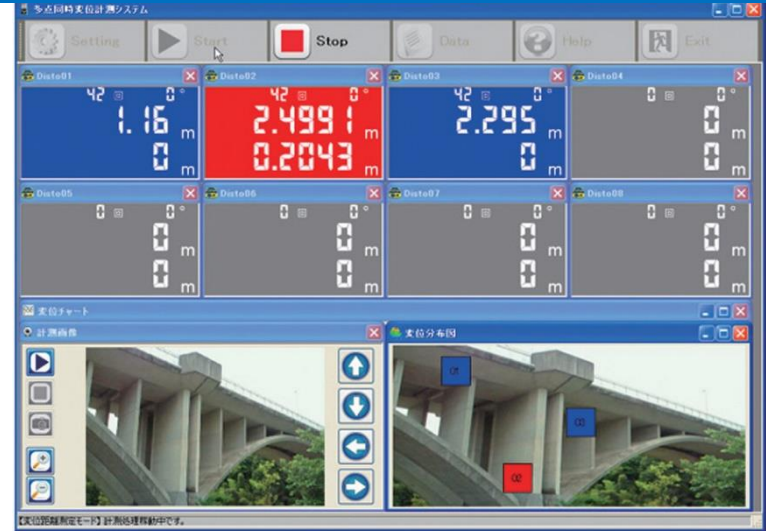 多点同時変位計測システム
Setting Start Stop Data Help Exit
Disto01 Disto02 Disto03 Disto04
42 0° 42 0° 42 0° 0 0°
1.16 m 2.4991 m 2.295 m 0 m
0 m 0.2043 m 0 m 0 m
Disto05 Disto06 Disto07 Disto08
0 0° 0 0° 0 0° 0 0°
0 m 0 m 0 m 0 m
0 m 0 m 0 m 0 m
変位チャート
計測画像 変位分布図
01
03
02
【変位距離測定モード】計測処理稼動中です。